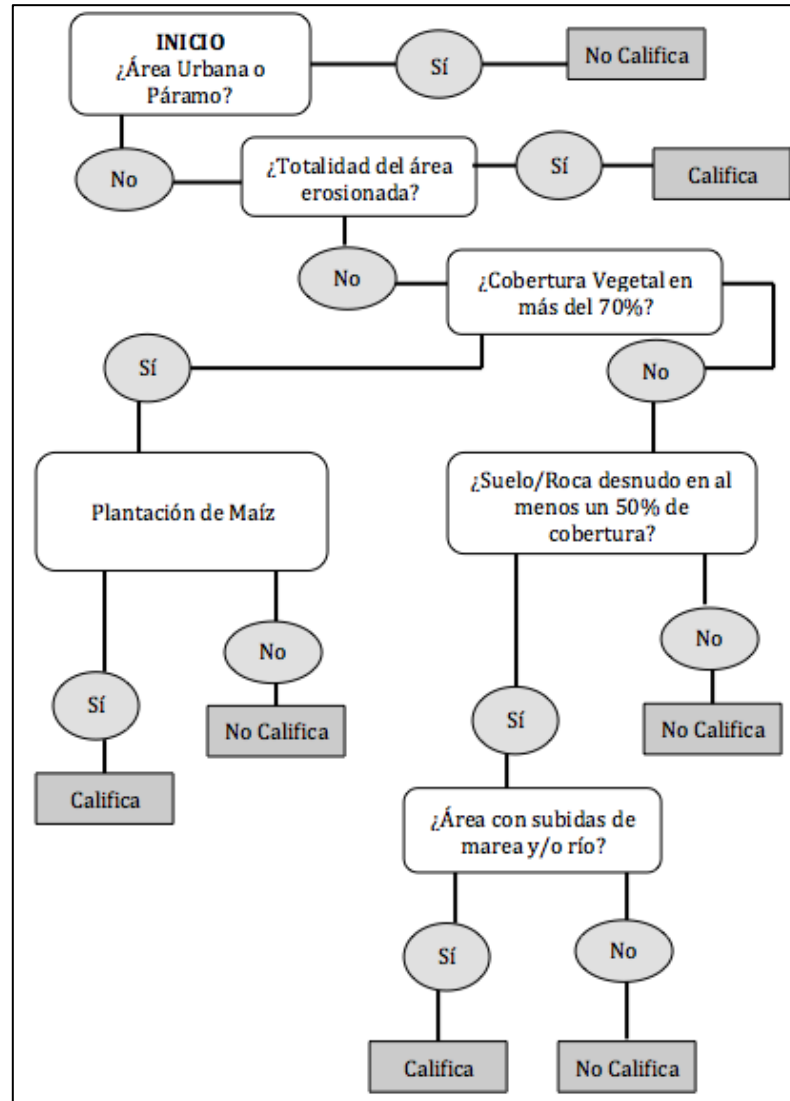 INICIO
¿Área Urbana o
Páramo?
Sí
No Califica
No
¿Totalidad del área
erosionada?
Sí
Califica
No
¿Cobertura Vegetal en
más del 70%?
Sí
No
Plantación de Maíz
¿Suelo/Roca desnudo en al
menos un 50% de
cobertura?
Sí
No
Califica
No Califica
Sí
No
No Califica
¿Área con subidas de
marea y/o río?
Sí
No
Califica
No Califica